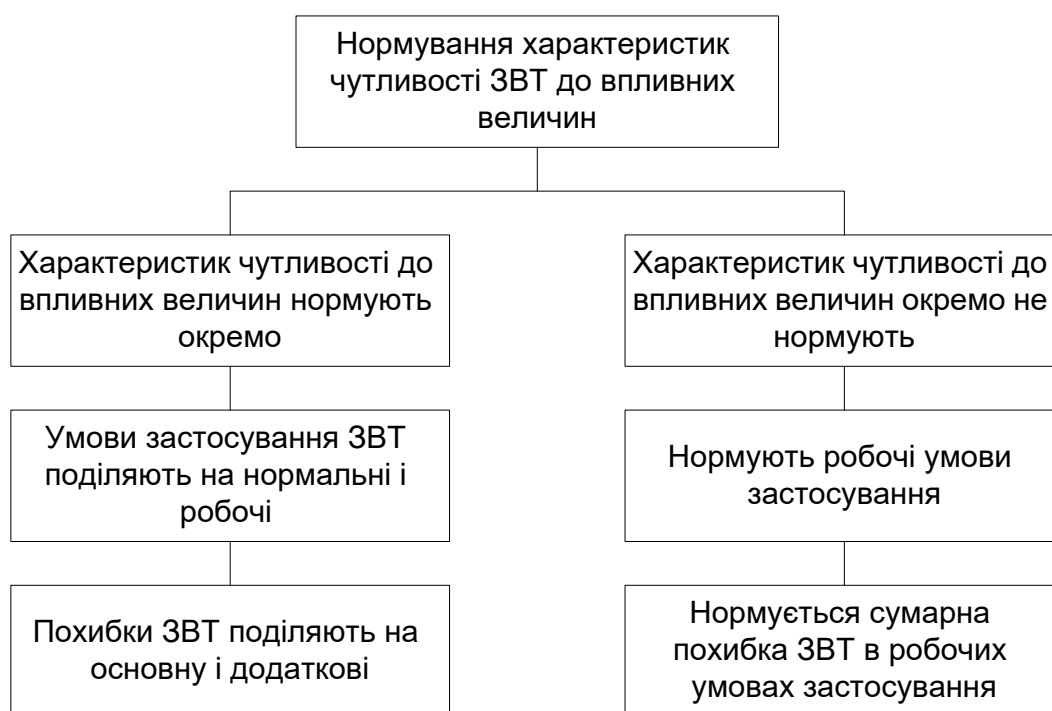 Нормування характеристик
чутливості ЗВТ до впливних
величин
Характеристик чутливості до
впливних величин нормують
окремо
Характеристик чутливості до
впливних величин окремо не
нормують
Умови застосування ЗВТ
поділяють на нормальні і
робочі
Нормують робочі умови
застосування
Похибки ЗВТ поділяють на
основну і додаткові
Нормується сумарна
похибка ЗВТ в робочих
умовах застосування